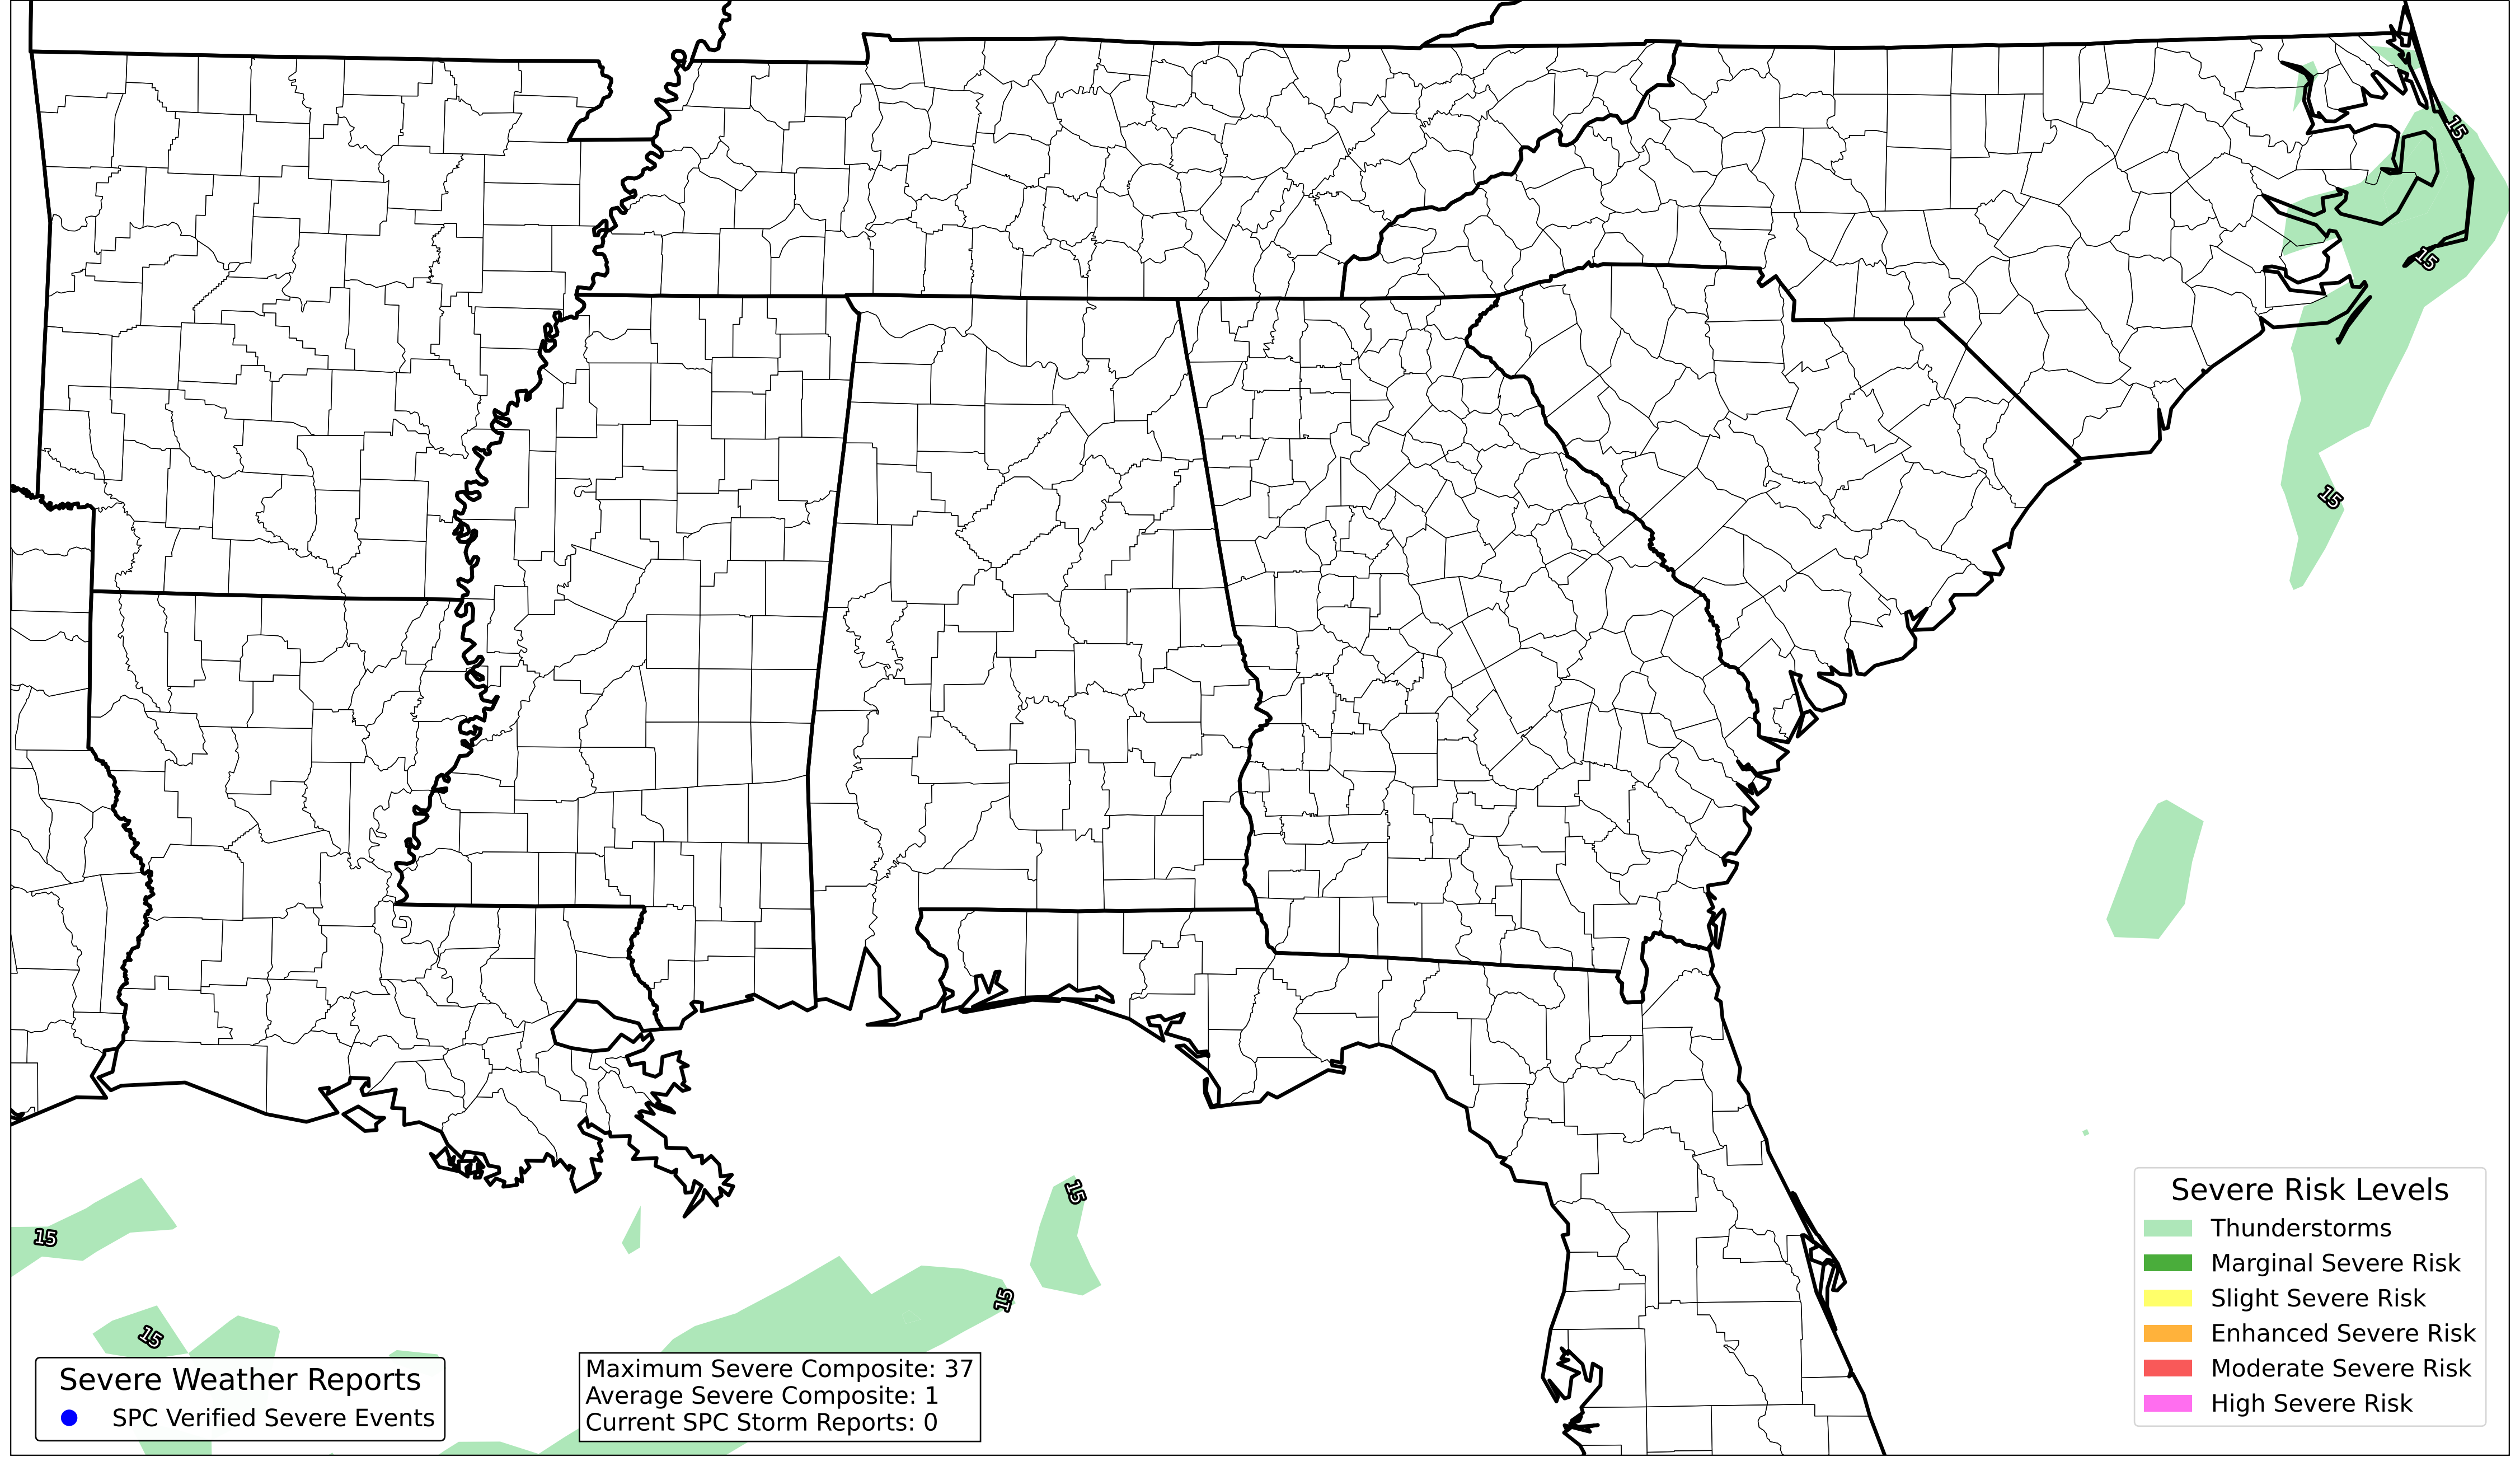 15
15
15
15
15
15
15
Severe Weather Reports
SPC Verified Severe Events
Maximum Severe Composite: 37
Average Severe Composite: 1
Current SPC Storm Reports: 0
Severe Risk Levels
Thunderstorms
Marginal Severe Risk
Slight Severe Risk
Enhanced Severe Risk
Moderate Severe Risk
High Severe Risk